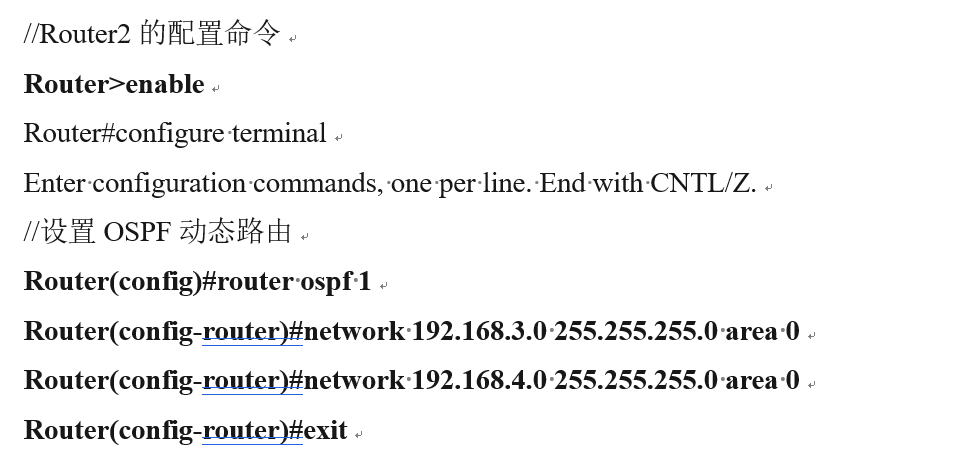 //Router2 的配置命令
Router>enable
Router#configure terminal
Enter configuration commands, one per line. End with CNTL/Z.
//设置 OSPF 动态路由
Router(config)#router ospf 1
Router(config-router)#network 192.168.3.0 255.255.255.0 area 0
Router(config-router)#network 192.168.4.0 255.255.255.0 area 0
Router(config-router)#exit